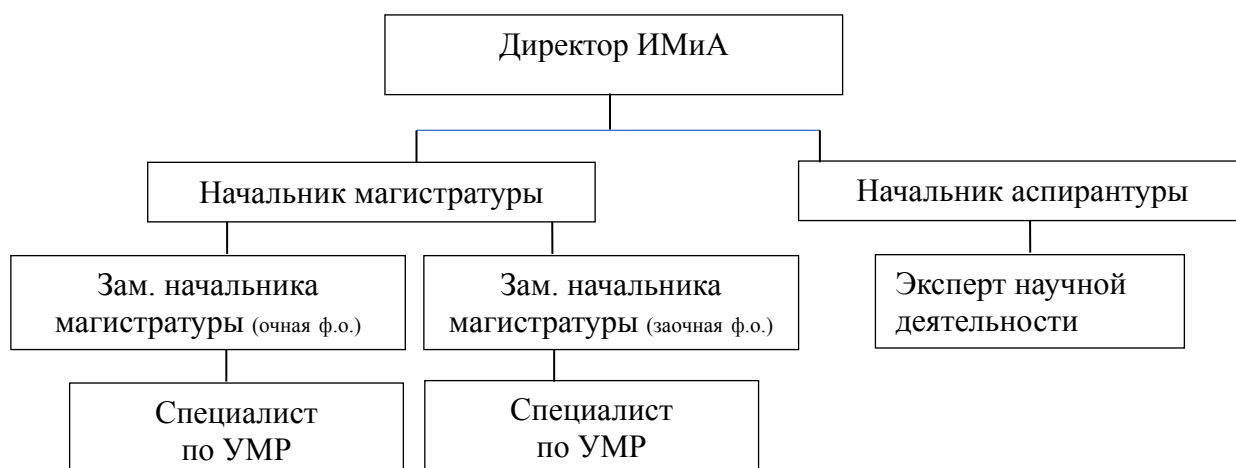 Директор ИМиА
Начальник магистратуры
Начальник аспирантуры
Зам. начальника
магистратуры (очная ф.о.)
Зам. начальника
магистратуры (заочная ф.о.)
Эксперт научной
деятельности
Специалист
по УМР
Специалист
по УМР